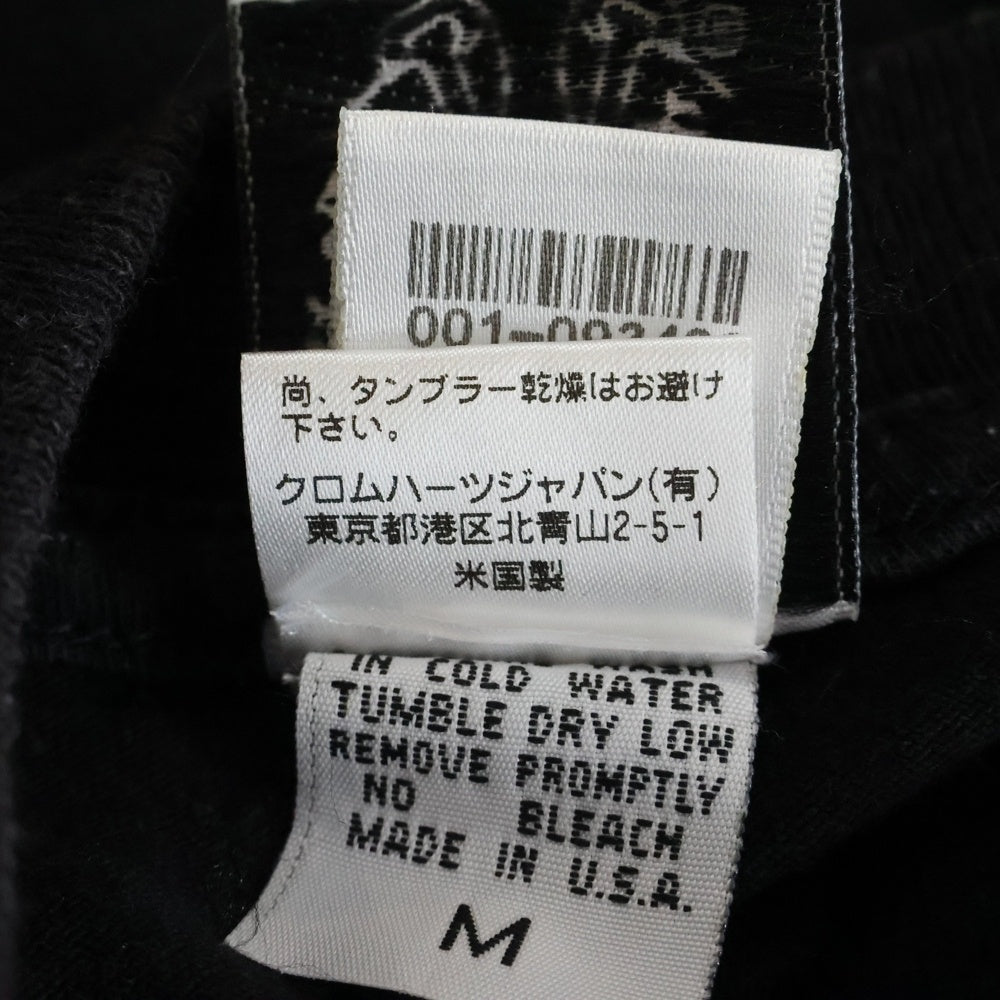 尚、タンブラー乾燥はお避け
下さい。
クロムハーツジャパン(有)
東京都港区北青山2-5-1
米国製
IN COLD WATER
TUMBLE DRY LOW
REMOVE PROMPTLY
NO BLEACH
MADE IN U.S.A.
M